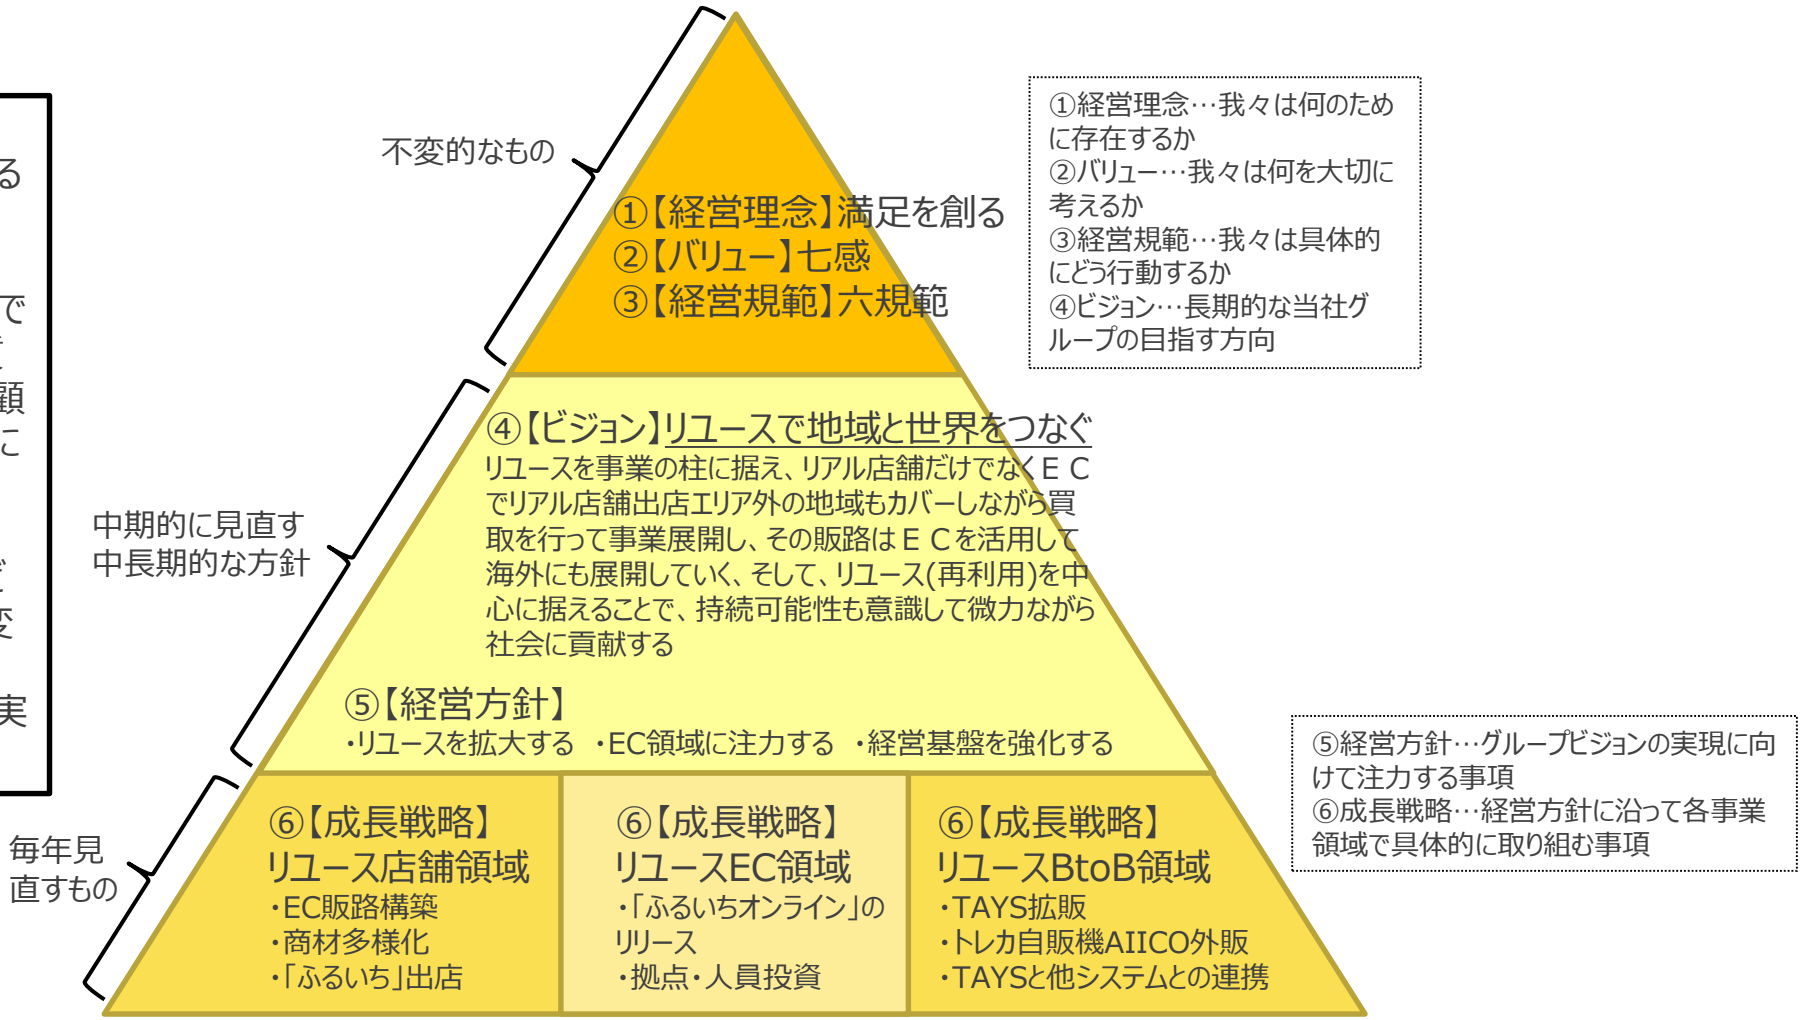 る
で
顧
に
変
実
不変的なもの
①【経営理念】満足を創る
②【バリュー】七感
③【経営規範】六規範
①経営理念…我々は何のため
に存在するか
②バリュー…我々は何を大切に
考えるか
③経営規範…我々は具体的
にどう行動するか
④ビジョン…長期的な当社グ
ループの目指す方向
中期的に見直す
中長期的な方針
④【ビジョン】リユースで地域と世界をつなぐ
リユースを事業の柱に据え、リアル店舗だけでなくＥＣ
でリアル店舗出店エリア外の地域もカバーしながら買
取を行って事業展開し、その販路はＥＣを活用して
海外にも展開していく、そして、リユース(再利用)を中
心に据えることで、持続可能性も意識して微力ながら
社会に貢献する
⑤【経営方針】
・リユースを拡大する ・EC領域に注力する ・経営基盤を強化する
⑤経営方針…グループビジョンの実現に向
けて注力する事項
⑥成長戦略…経営方針に沿って各事業
領域で具体的に取り組む事項
毎年見
直すもの
⑥【成長戦略】
リユース店舗領域
・EC販路構築
・商材多様化
・「ふるいち」出店
⑥【成長戦略】
リユースEC領域
・「ふるいちオンライン」の
リリース
・拠点・人員投資
⑥【成長戦略】
リユースBtoB領域
・TAYS拡販
・トレカ自販機AIICO外販
・TAYSと他システムとの連携